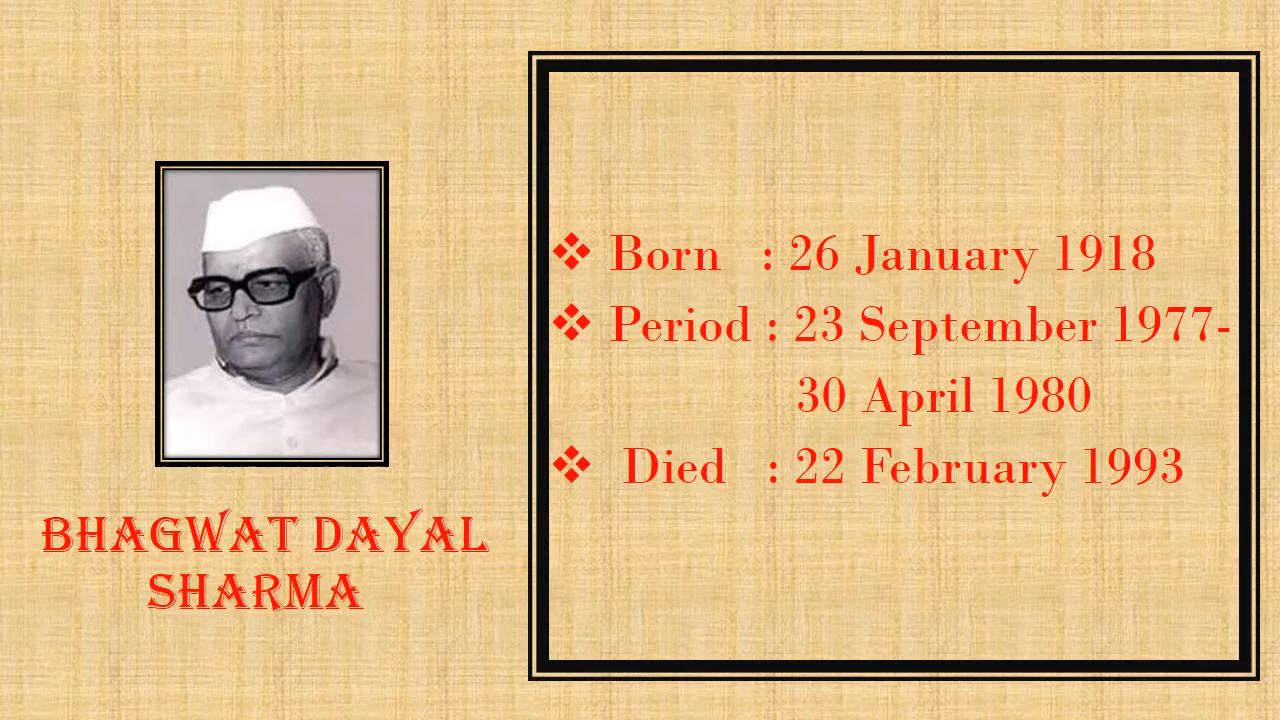 BHAGWAT DAYAL
SHARMA
❖ Born : 26 January 1918
❖ Period : 23 September 1977-
30 April 1980
❖ Died : 22 February 1993